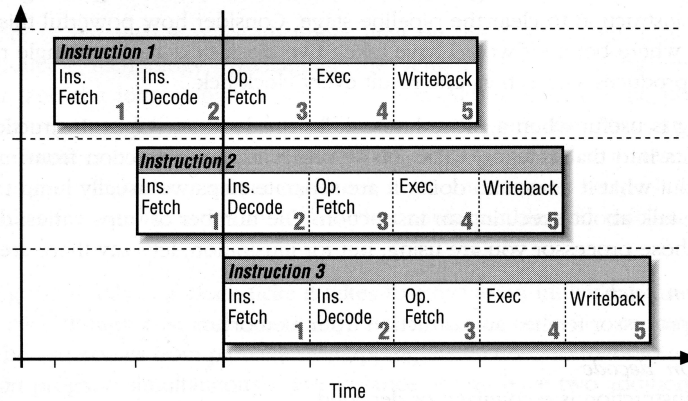 Instruction 1
Ins. Fetch 1 Ins. Decode 2 Op. Fetch 3 Exec 4 Writeback 5
Instruction 2
Ins. Fetch 1 Ins. Decode 2 Op. Fetch 3 Exec 4 Writeback 5
Instruction 3
Ins. Fetch 1 Ins. Decode 2 Op. Fetch 3 Exec 4 Writeback 5
Time